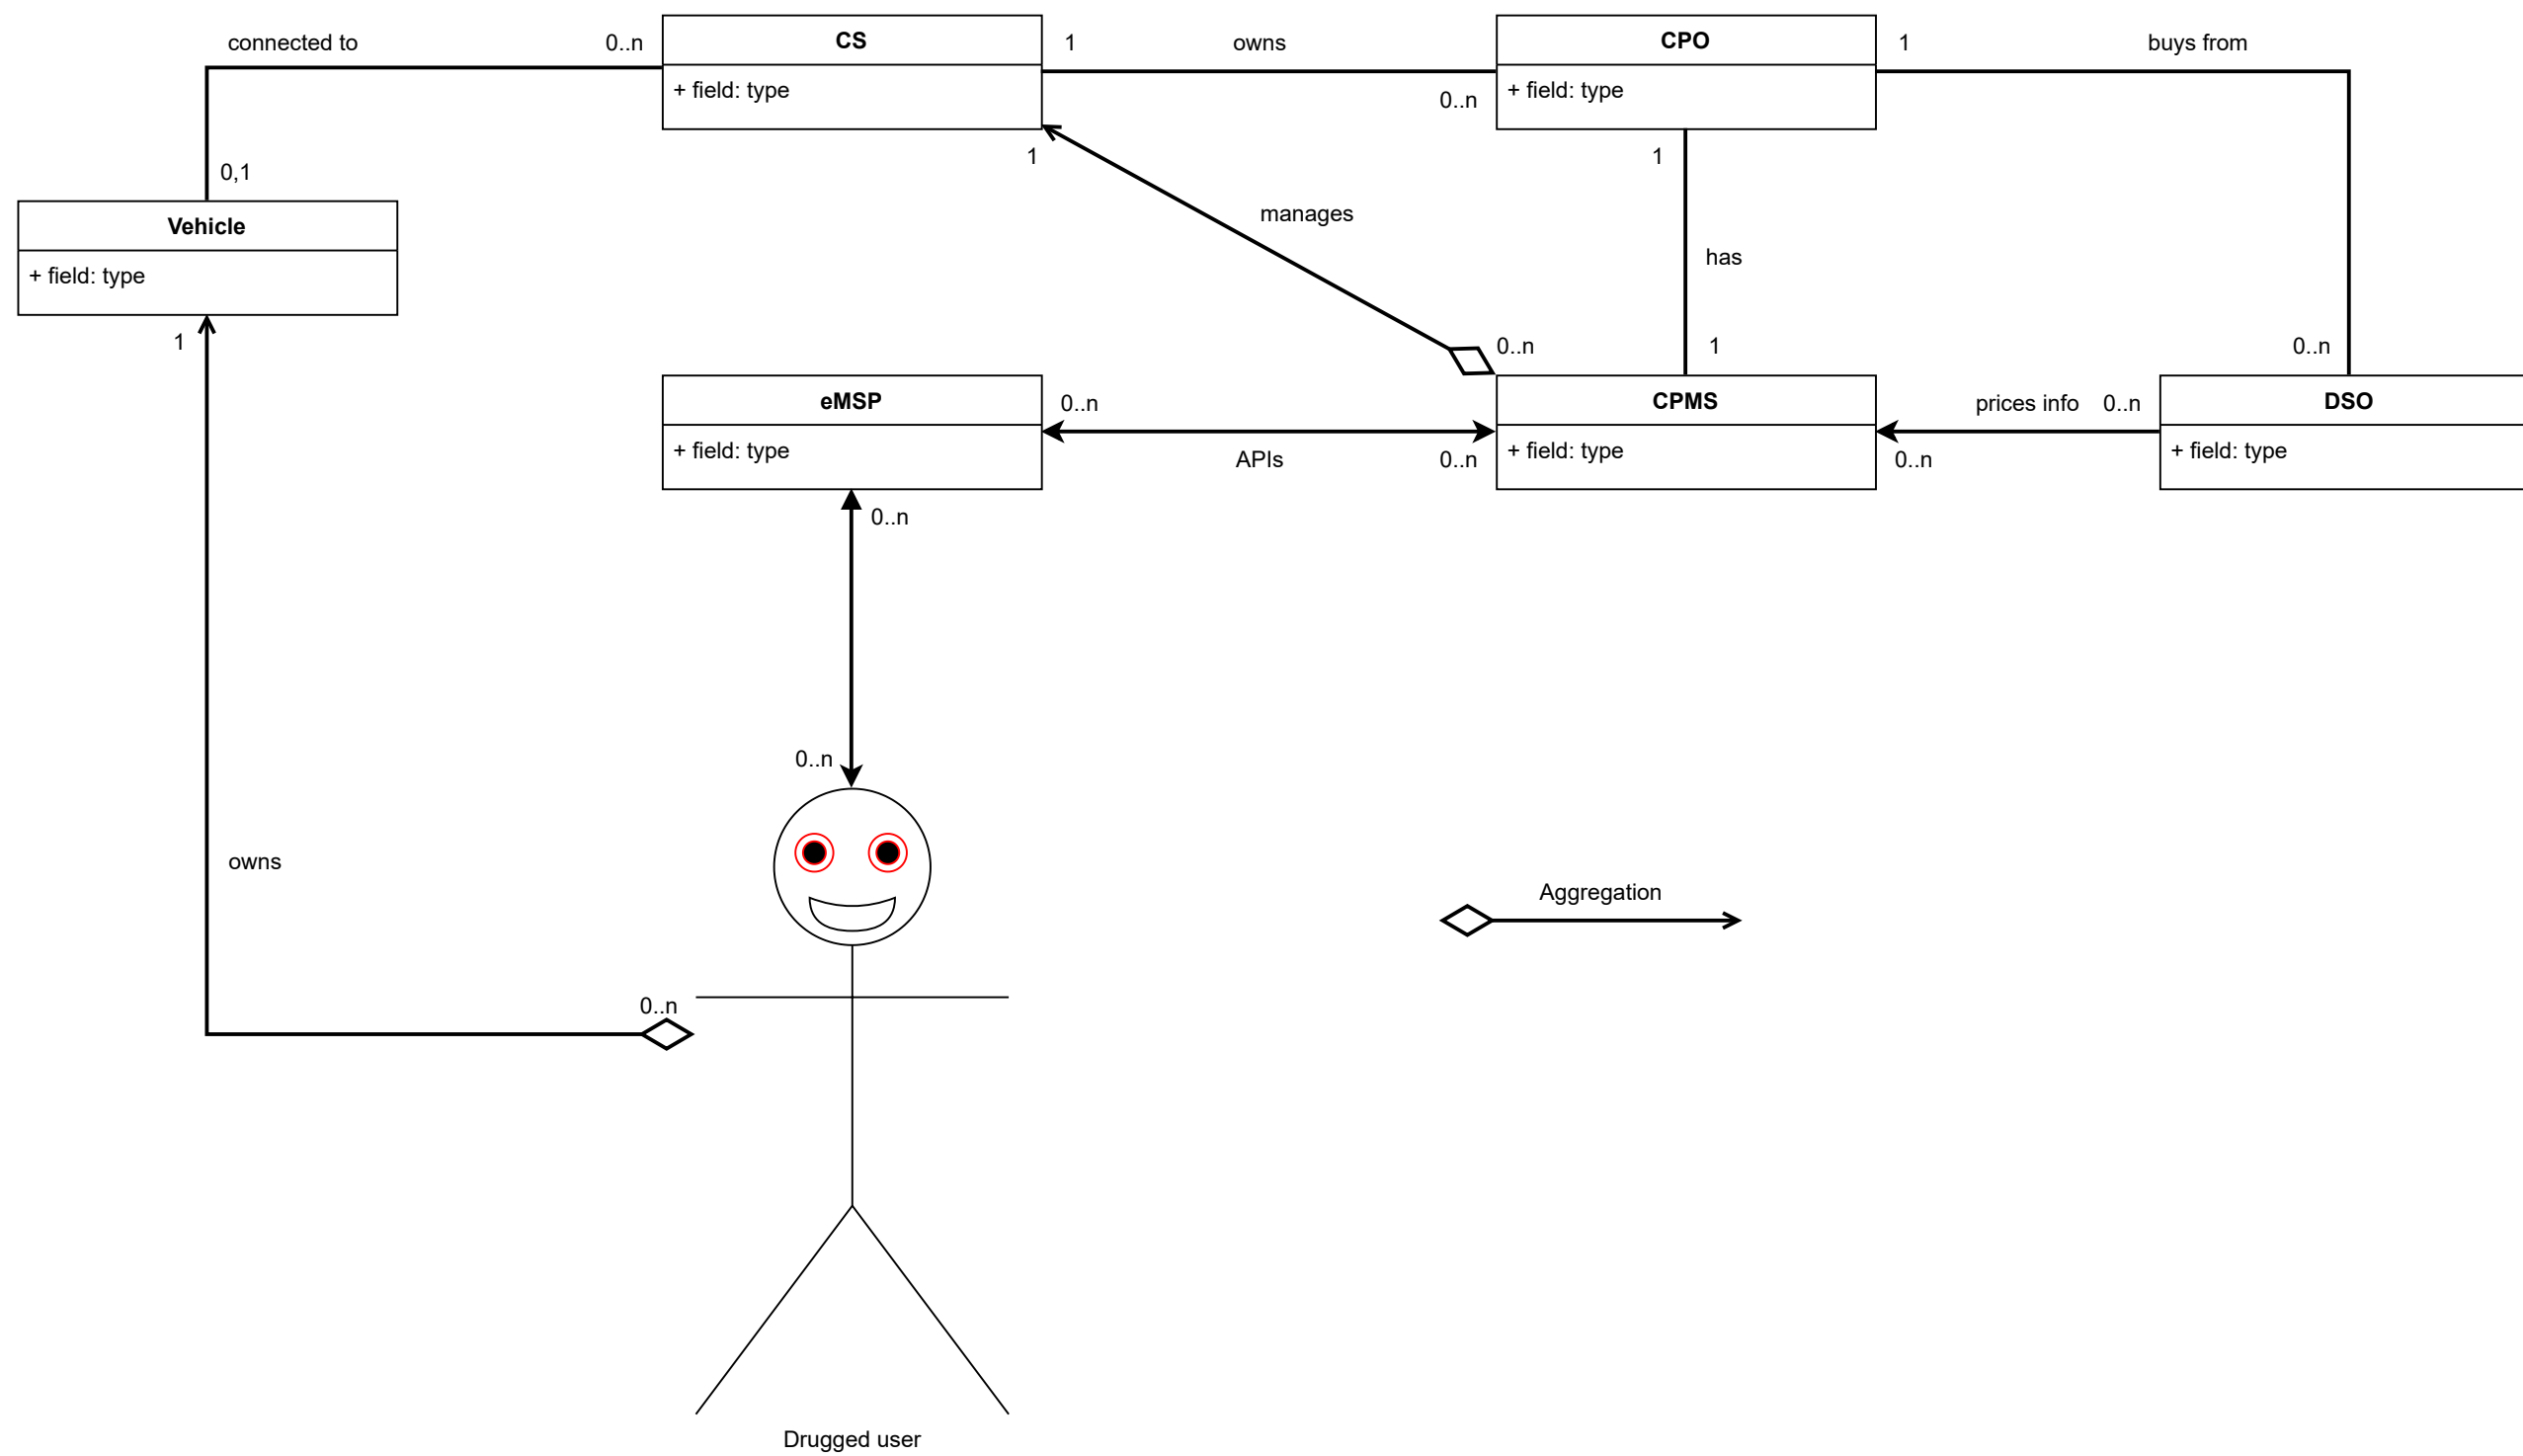 connected to
0..n
CS
+ field: type
1
owns
0..n
CPO
+ field: type
1
buys from
0,1
Vehicle
+ field: type
1
1
manages
1
has
0..n
1
0..n
eMSP
+ field: type
0..n
APIs
0..n
CPMS
+ field: type
prices info
0..n
0..n
DSO
+ field: type
0..n
0..n
owns
Aggregation
0..n
Drugged user